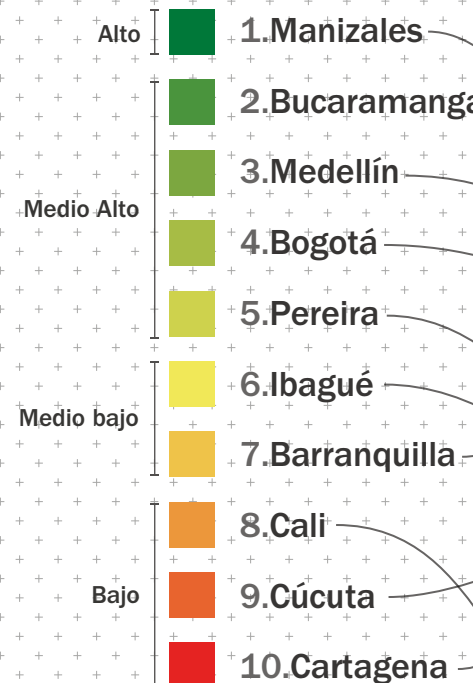 Alto
1.Manizales
2.Bucaramanga
3.Medellín
Medio Alto
4.Bogotá
5.Pereira
6.Ibagué
Medio bajo
7.Barranquilla
8.Cali
Bajo
9.Cúcuta
10.Cartagena